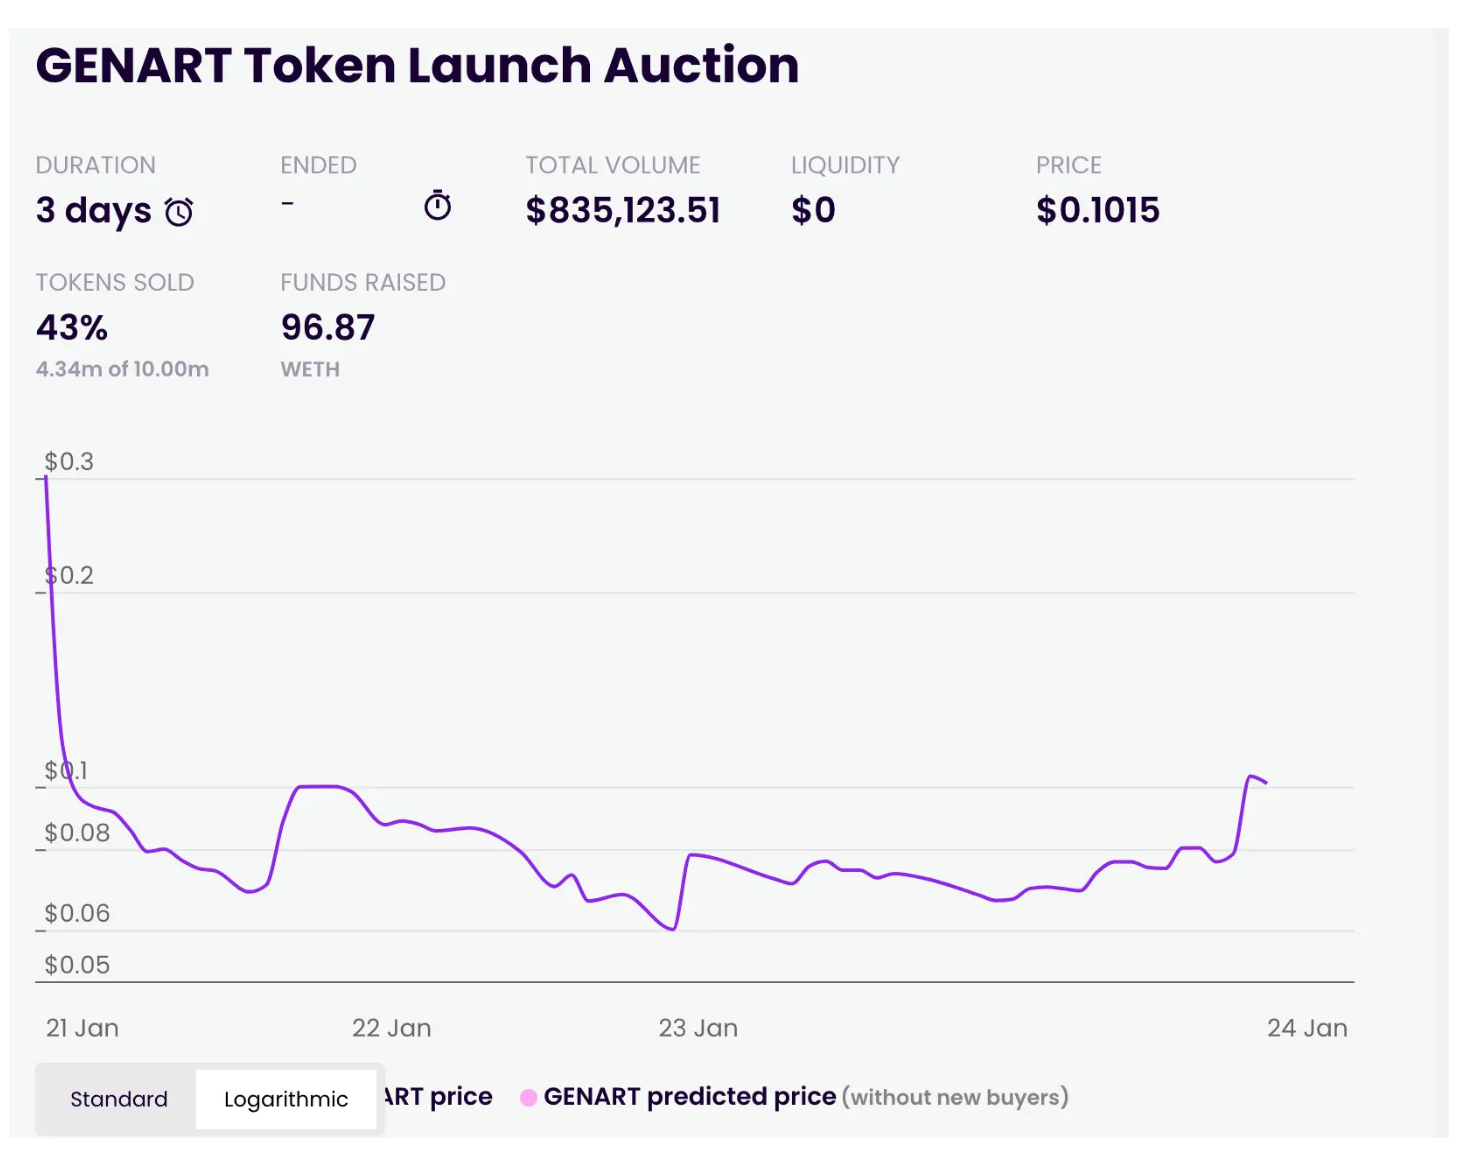 GENART Token Launch Auction
DURATION ENDED TOTAL VOLUME LIQUIDITY PRICE
3 days - $835,123.51 $0 $0.1015
TOKENS SOLD FUNDS RAISED
43% 96.87
4.34m of 10.00m WETH
$0.3
$0.2
$0.1
$0.08
$0.06
$0.05
21 Jan 22 Jan 23 Jan 24 Jan
Standard Logarithmic ART price GENART predicted price (without new buyers)